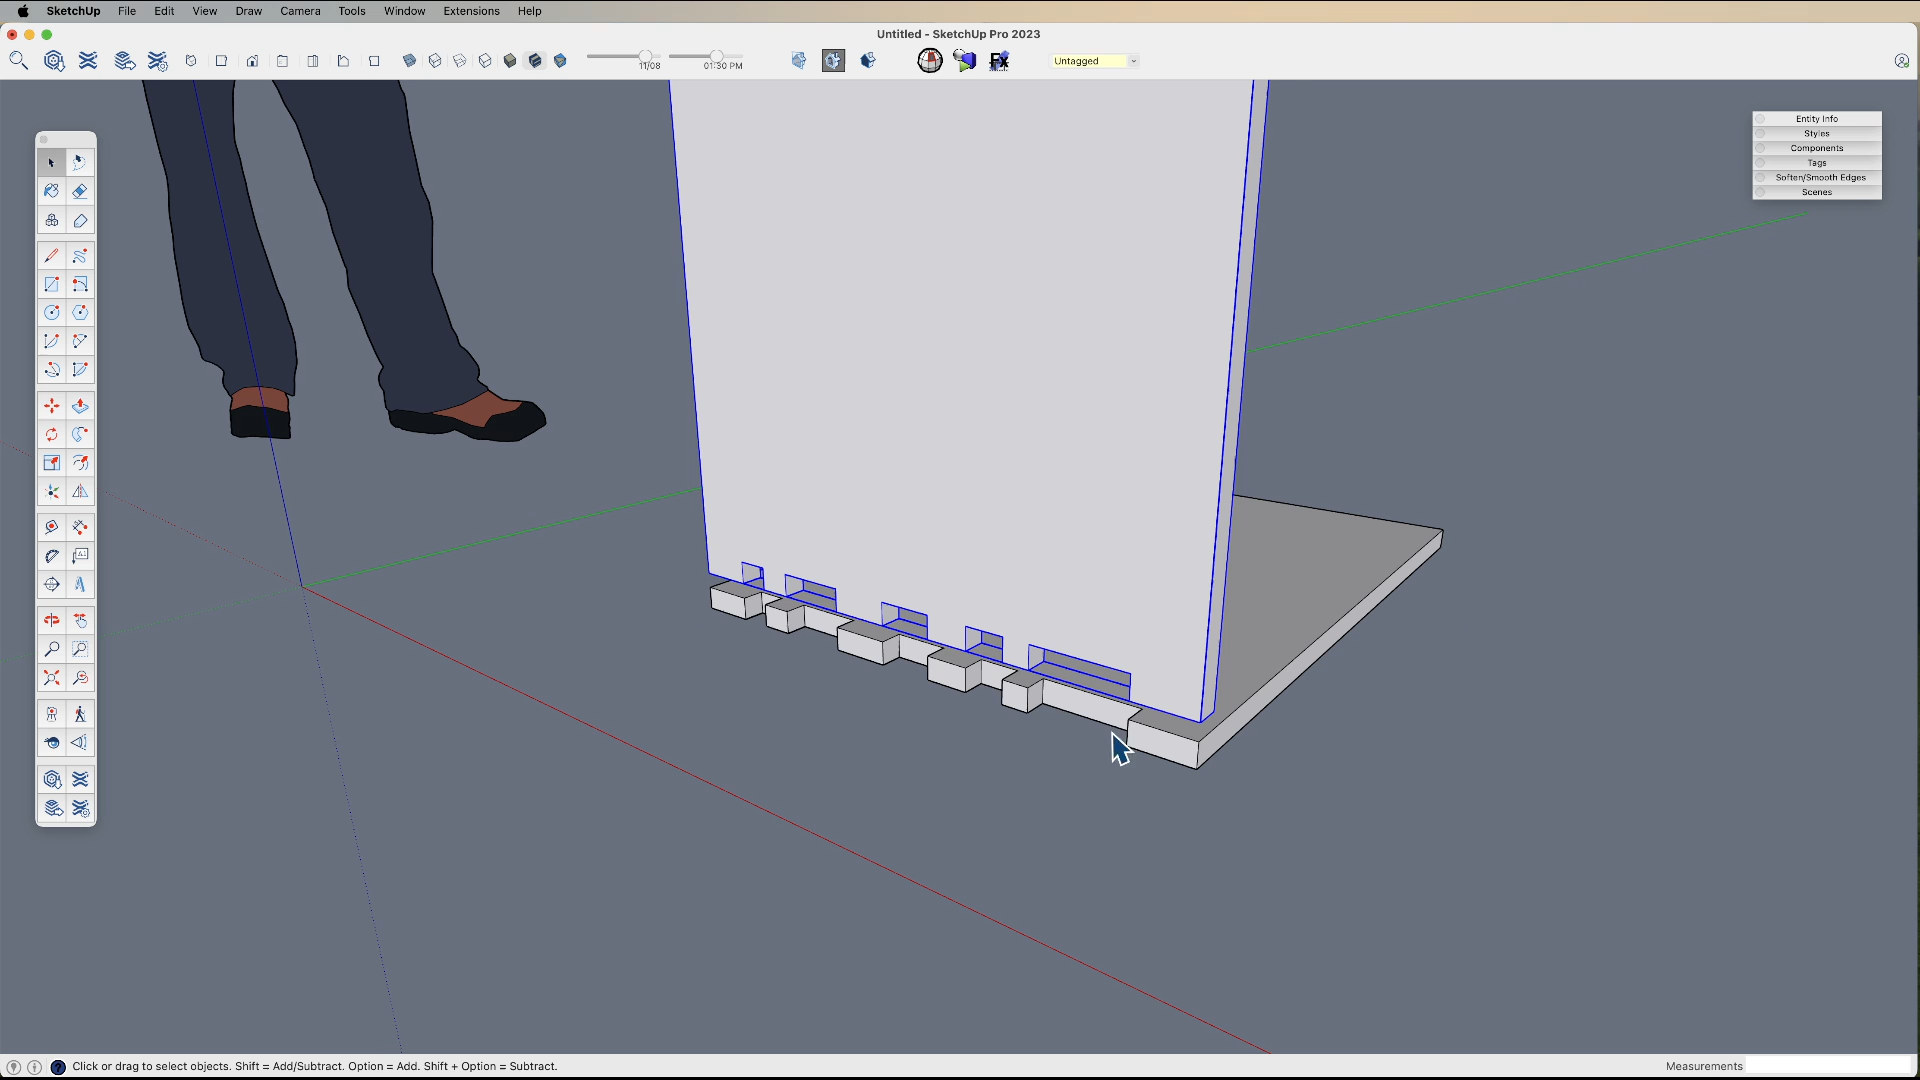 SketchUp File Edit View Draw Camera Tools Window Extensions Help
Untitled - SketchUp Pro 2023
11/08 01:30 PM
Untagged
Entity Info
Styles
Components
Tags
Soften/Smooth Edges
Scenes
Click or drag to select objects. Shift = Add/Subtract. Option = Add. Shift + Option = Subtract.
Measurements